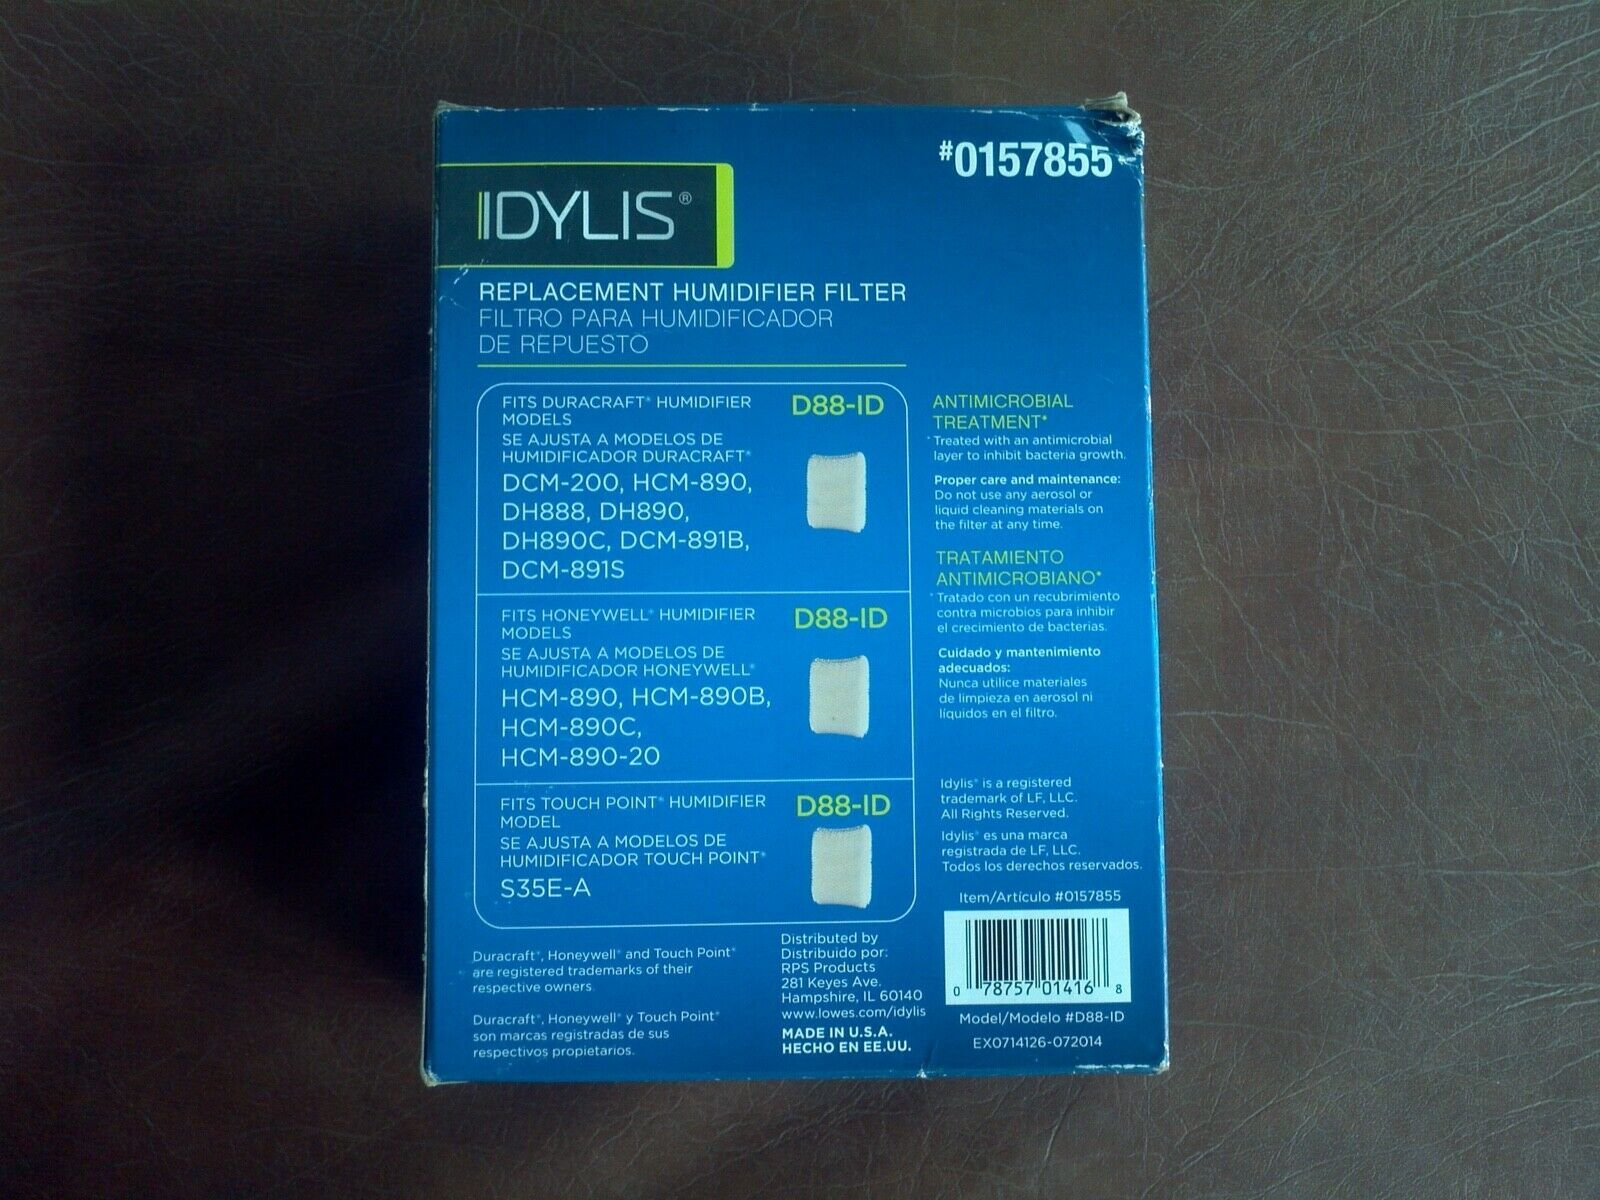 #0157855
IDYLIS®
REPLACEMENT HUMIDIFIER FILTER
FILTRO PARA HUMIDIFICADOR
DE REPUESTO
FITS DURACRAFT® HUMIDIFIER
MODELS
SE AJUSTA A MODELOS DE
HUMIDIFICADOR DURACRAFT®
DCM-200, HCM-890,
DH888, DH890,
DH890C, DCM-891B,
DCM-891S
D88-ID
FITS HONEYWELL® HUMIDIFIER
MODELS
SE AJUSTA A MODELOS DE
HUMIDIFICADOR HONEYWELL®
HCM-890, HCM-890B,
HCM-890C,
HCM-890-20
D88-ID
FITS TOUCH POINT® HUMIDIFIER
MODEL
SE AJUSTA A MODELOS DE
HUMIDIFICADOR TOUCH POINT®
S35E-A
D88-ID
ANTIMICROBIAL
TREATMENT*
*Treated with an antimicrobial
layer to inhibit bacteria growth.
Proper care and maintenance:
Do not use any aerosol or
liquid cleaning materials on
the filter at any time.
TRATAMIENTO
ANTIMICROBIANO*
*Tratado con un recubrimiento
contra microbios para inhibir
el crecimiento de bacterias.
Cuidado y mantenimiento
adecuados:
Nunca utilice materiales
de limpieza en aerosol ni
líquidos en el filtro.
Idylis® is a registered
trademark of LF, LLC.
All Rights Reserved.
Idylis® es una marca
registrada de LF, LLC.
Todos los derechos reservados.
Item/Artículo #0157855
0 78757 01416 8
Model/Modelo #D88-ID
EX0714126-072014
Duracraft®, Honeywell® and Touch Point®
are registered trademarks of their
respective owners.
Duracraft®, Honeywell® y Touch Point®
son marcas registradas de sus
respectivos propietarios.
Distributed by
Distribuido por:
RPS Products
281 Keyes Ave.
Hampshire, IL 60140
www.lowes.com/idylis
MADE IN U.S.A.
HECHO EN EE.UU.